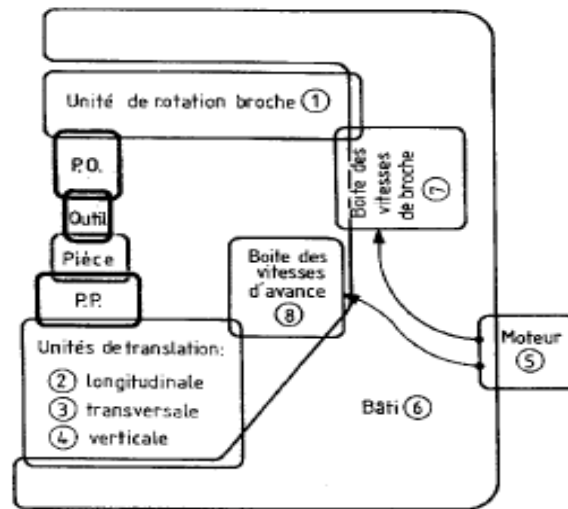 Unité de rotation broche ①
P.O.
Outil
Pièce
P.P.
Boite des
vitesses
de broche
⑦
Boite des
vitesses
d'avance
⑧
Unités de translation:
② longitudinale
③ transversale
④ verticale
Moteur
⑤
Bâti ⑥